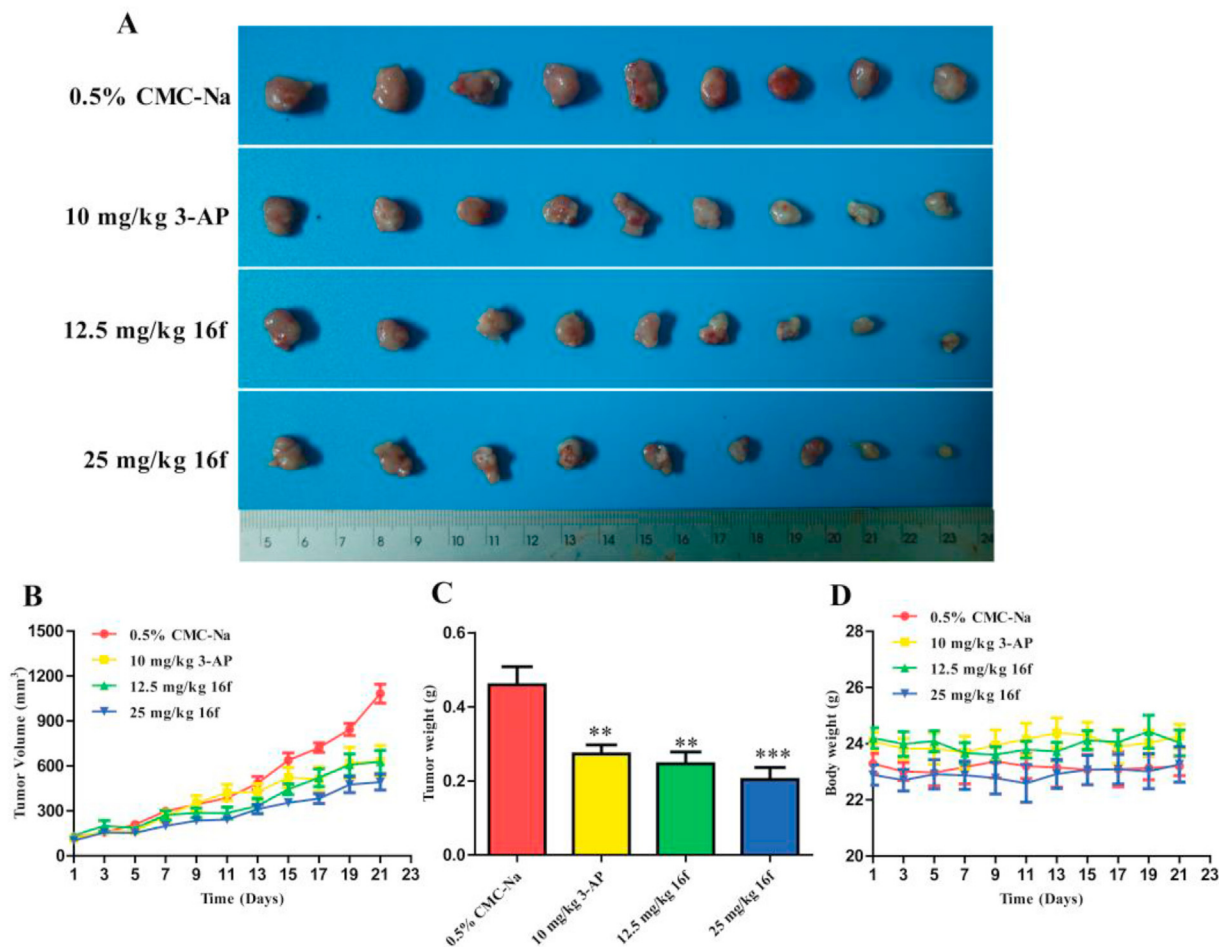 A
0.5% CMC-Na
10 mg/kg 3-AP
12.5 mg/kg 16f
25 mg/kg 16f
5 6 7 8 9 10 11 12 13 14 15 16 17 18 19 20 21 22 23 24
B
0.5% CMC-Na
10 mg/kg 3-AP
12.5 mg/kg 16f
25 mg/kg 16f
Tumor Volume (mm³)
1500
1200
900
600
300
0
1 3 5 7 9 11 13 15 17 19 21 23
Time (Days)
C
Tumor weight (g)
0.6
0.4
0.2
0.0
** ** ***
0.5% CMC-Na
10 mg/kg 3-AP
12.5 mg/kg 16f
25 mg/kg 16f
D
0.5% CMC-Na
10 mg/kg 3-AP
12.5 mg/kg 16f
25 mg/kg 16f
Body weight (g)
28
26
24
22
20
1 3 5 7 9 11 13 15 17 19 21 23
Time (Days)